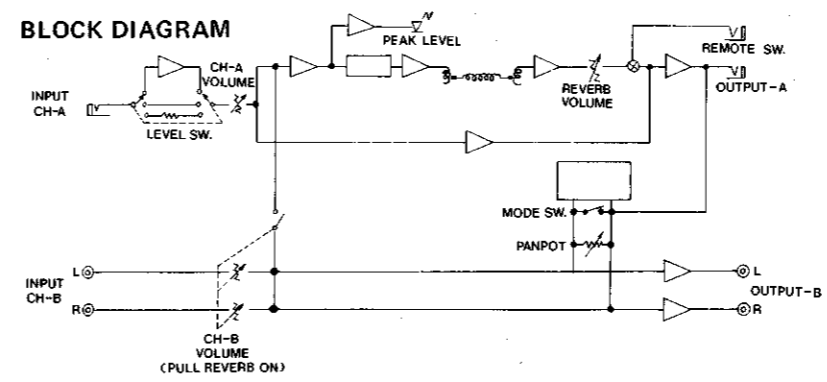 BLOCK DIAGRAM
PEAK LEVEL
REMOTE SW.
CH-A
VOLUME
OUTPUT-A
REVERB
VOLUME
INPUT
CH-A
LEVEL SW.
MODE SW.
PANPOT
INPUT
CH-B
L
R
L
R
OUTPUT-B
CH-B
VOLUME
(PULL REVERB ON)